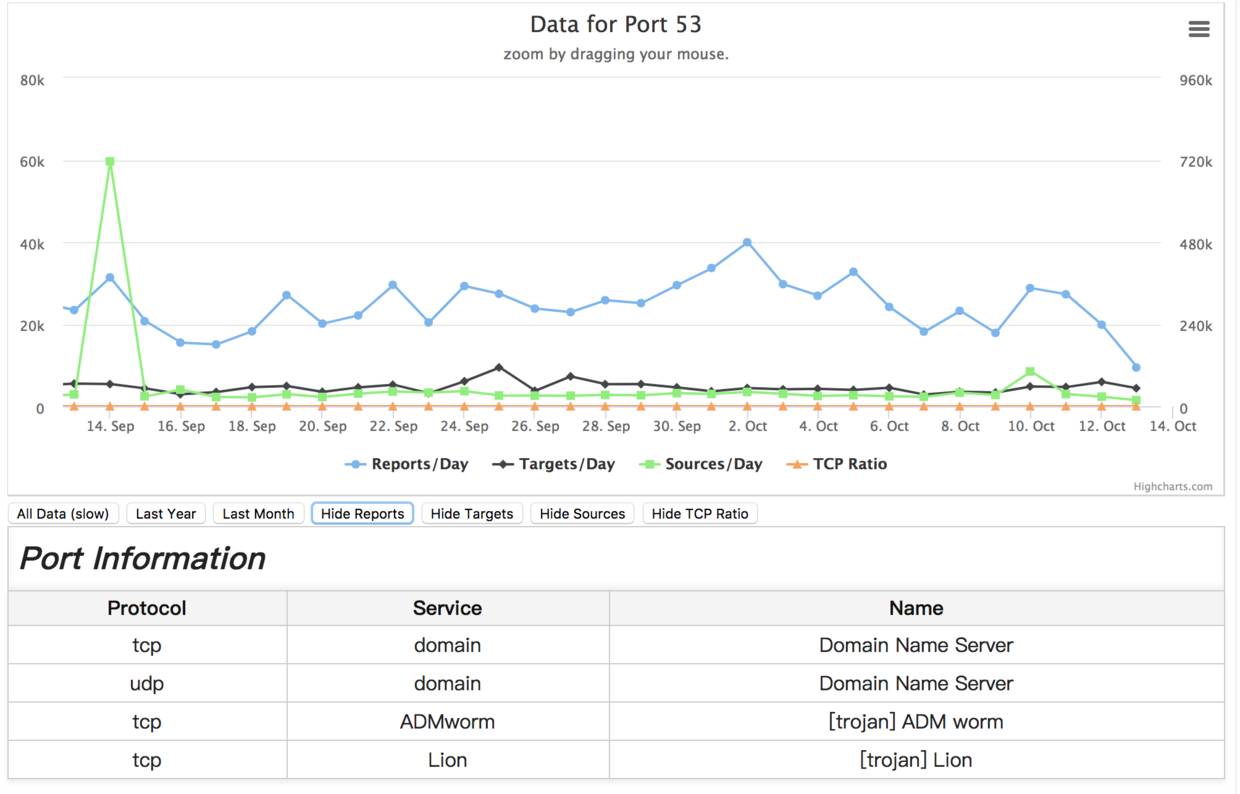 Data for Port 53
zoom by dragging your mouse.
80k 960k
60k 720k
40k 480k
20k 240k
0 0
14. Sep 16. Sep 18. Sep 20. Sep 22. Sep 24. Sep 26. Sep 28. Sep 30. Sep 2. Oct 4. Oct 6. Oct 8. Oct 10. Oct 12. Oct 14. Oct
Reports/Day Targets/Day Sources/Day TCP Ratio
Highcharts.com
All Data (slow) Last Year Last Month Hide Reports Hide Targets Hide Sources Hide TCP Ratio
Port Information
Protocol Service Name
tcp domain Domain Name Server
udp domain Domain Name Server
tcp ADMworm [trojan] ADM worm
tcp Lion [trojan] Lion